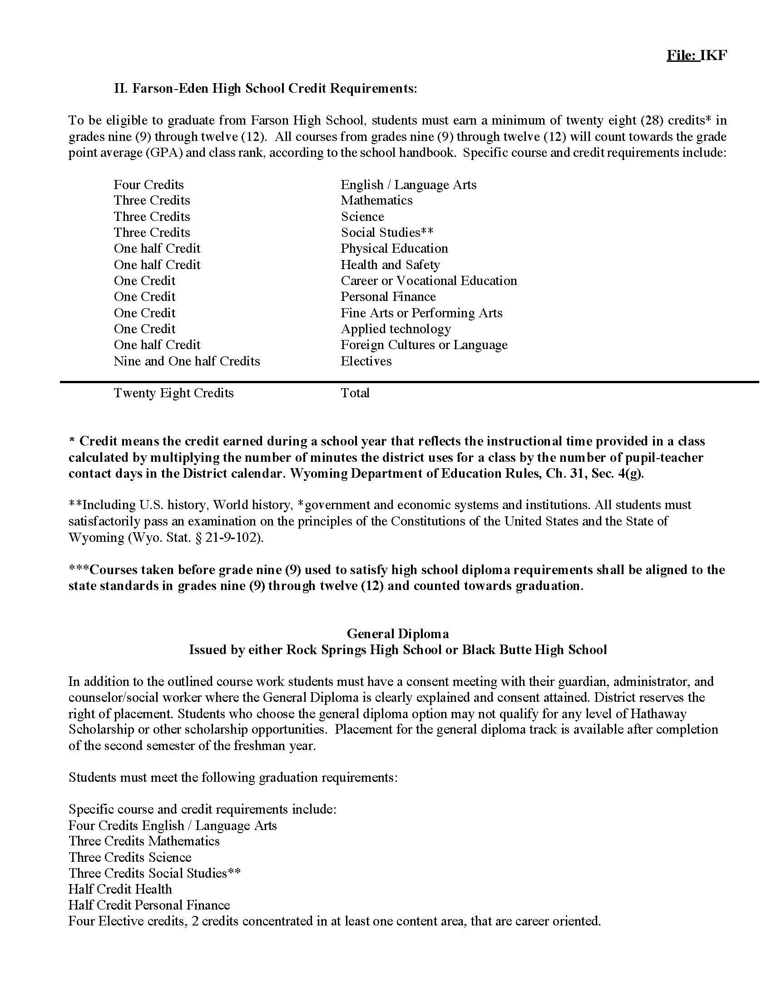 File: IKF
II. Farson-Eden High School Credit Requirements:
To be eligible to graduate from Farson High School, students must earn a minimum of twenty eight (28) credits* in
grades nine (9) through twelve (12). All courses from grades nine (9) through twelve (12) will count towards the grade
point average (GPA) and class rank, according to the school handbook. Specific course and credit requirements include:
Four Credits English / Language Arts
Three Credits Mathematics
Three Credits Science
Three Credits Social Studies**
One half Credit Physical Education
One half Credit Health and Safety
One Credit Career or Vocational Education
One Credit Personal Finance
One Credit Fine Arts or Performing Arts
One Credit Applied technology
One half Credit Foreign Cultures or Language
Nine and One half Credits Electives
Twenty Eight Credits Total
* Credit means the credit earned during a school year that reflects the instructional time provided in a class
calculated by multiplying the number of minutes the district uses for a class by the number of pupil-teacher
contact days in the District calendar. Wyoming Department of Education Rules, Ch. 31, Sec. 4(g).
**Including U.S. history, World history, *government and economic systems and institutions. All students must
satisfactorily pass an examination on the principles of the Constitutions of the United States and the State of
Wyoming (Wyo. Stat. § 21-9-102).
***Courses taken before grade nine (9) used to satisfy high school diploma requirements shall be aligned to the
state standards in grades nine (9) through twelve (12) and counted towards graduation.
General Diploma
Issued by either Rock Springs High School or Black Butte High School
In addition to the outlined course work students must have a consent meeting with their guardian, administrator, and
counselor/social worker where the General Diploma is clearly explained and consent attained. District reserves the
right of placement. Students who choose the general diploma option may not qualify for any level of Hathaway
Scholarship or other scholarship opportunities. Placement for the general diploma track is available after completion
of the second semester of the freshman year.
Students must meet the following graduation requirements:
Specific course and credit requirements include:
Four Credits English / Language Arts
Three Credits Mathematics
Three Credits Science
Three Credits Social Studies**
Half Credit Health
Half Credit Personal Finance
Four Elective credits, 2 credits concentrated in at least one content area, that are career oriented.